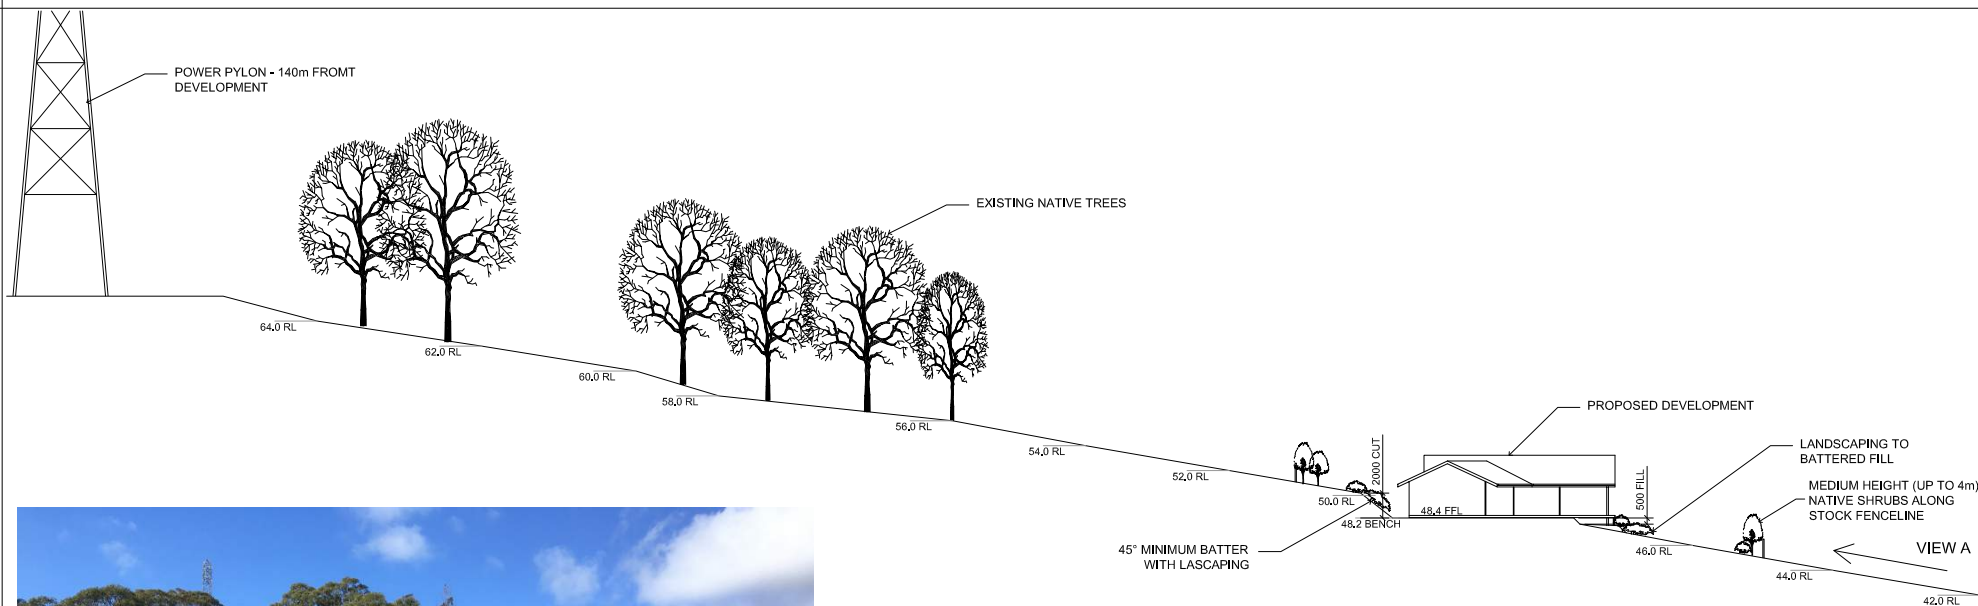 POWER PYLON - 140m FROMT
DEVELOPMENT
EXISTING NATIVE TREES
64.0 RL
62.0 RL
60.0 RL
58.0 RL
56.0 RL
54.0 RL
52.0 RL
50.0 RL
2000 CUT
48.2 BENCH
48.4 FFL
45° MINIMUM BATTER
WITH LASCAPING
PROPOSED DEVELOPMENT
500 FILL
LANDSCAPING TO
BATTERED FILL
MEDIUM HEIGHT (UP TO 4m)
NATIVE SHRUBS ALONG
STOCK FENCELINE
46.0 RL
VIEW A
44.0 RL
42.0 RL